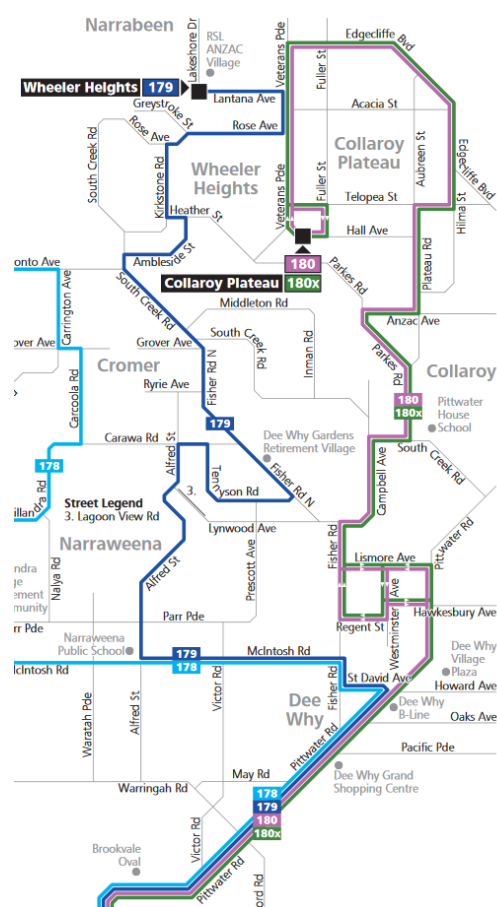 Narrabeen
Lakeshore Dr
RSL
ANZAC
Village
Veterans Pde
Fuller St
Edgecliffe Blvd
Wheeler Heights 179
Lantana Ave
Greystroke St
Rose Ave
Rose Ave
Acacia St
South Creek Rd
Kirkstone Rd
Wheeler
Heights
Collaroy
Plateau
Aubreen St
Edgecliffe Blvd
Veterans Pde
Fuller St
Telopea St
Hilma St
Heather St
Hall Ave
Plateau Rd
Ambleside St
180
Collaroy Plateau 180x
Parkes Rd
onto Ave
Carrington Ave
South Creek Rd
Middleton Rd
Anzac Ave
over Ave
Grover Ave
South Creek Rd
Inman Rd
Parkes Rd
Cromer
Fisher Rd N
Collaroy
Carcoola Rd
Ryrie Ave
180
180x
Pittwater
House
School
179
Carawa Rd
Alfred St
Dee Why Gardens
Retirement Village
South Creek Rd
178
Tennyson Rd
Fisher Rd N
Campbell Ave
illandra Rd
Street Legend
3. Lagoon View Rd
3.
Lynwood Ave
Fisher Rd
Pittwater Rd
Narraweena
Lismore Ave
Alfred St
Prescott Ave
ndra
ge
ement
munity
Nalya Rd
Westminster Ave
Hawkesbury Ave
Parr Pde
Regent St
rr Pde
Narraweena
Public School
179
178
McIntosh Rd
McIntosh Rd
Dee Why
Village
Plaza
St David Ave
Howard Ave
Waratah Pde
Alfred St
Victor Rd
Dee
Why
Fisher Rd
Dee Why
B-Line
Oaks Ave
Pittwater Rd
Pacific Pde
May Rd
Dee Why Grand
Shopping Centre
Warringah Rd
178
179
180
180x
Victor Rd
Brookvale
Oval
Pittwater Rd
ord Rd